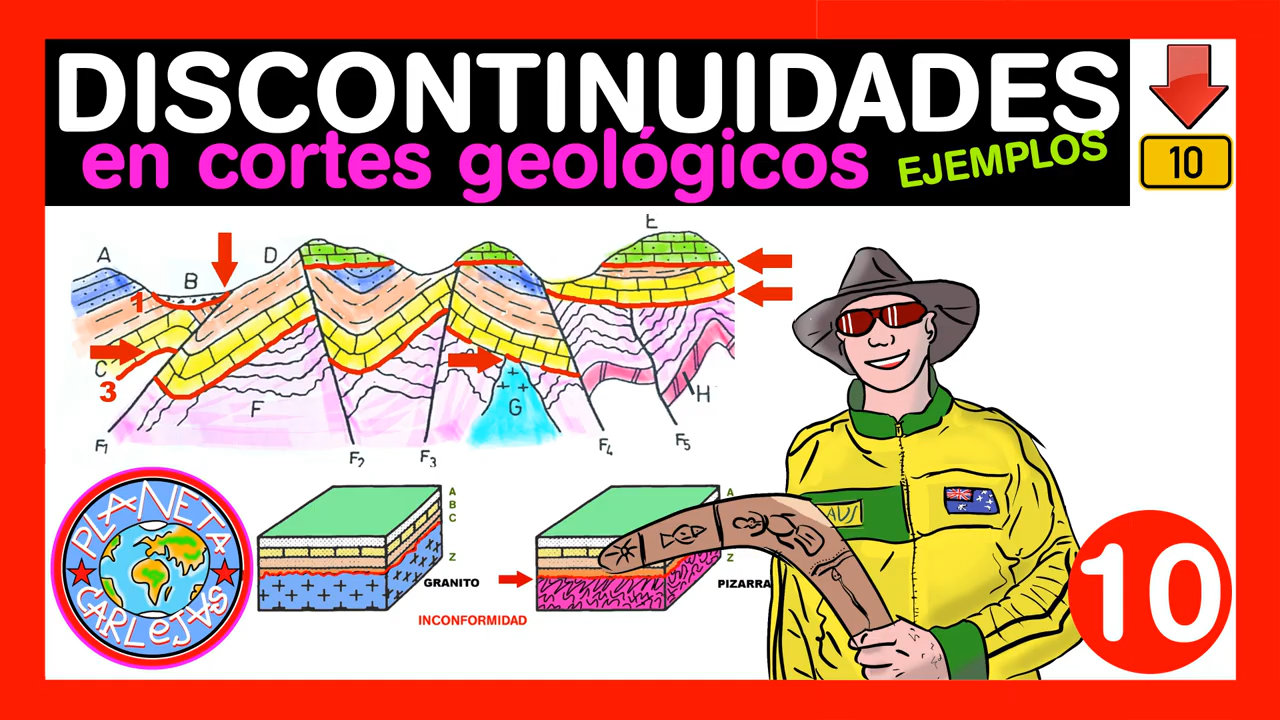 DISCONTINUIDADES
en cortes geológicos
EJEMPLOS
10
A
B
D
E
1
C
3
F
G
H
F1
F2
F3
F4
F5
PLANETA
CARLEJAS
A
B
C
Z
GRANITO
A
Z
PIZARRA
INCONFORMIDAD
AUS
10